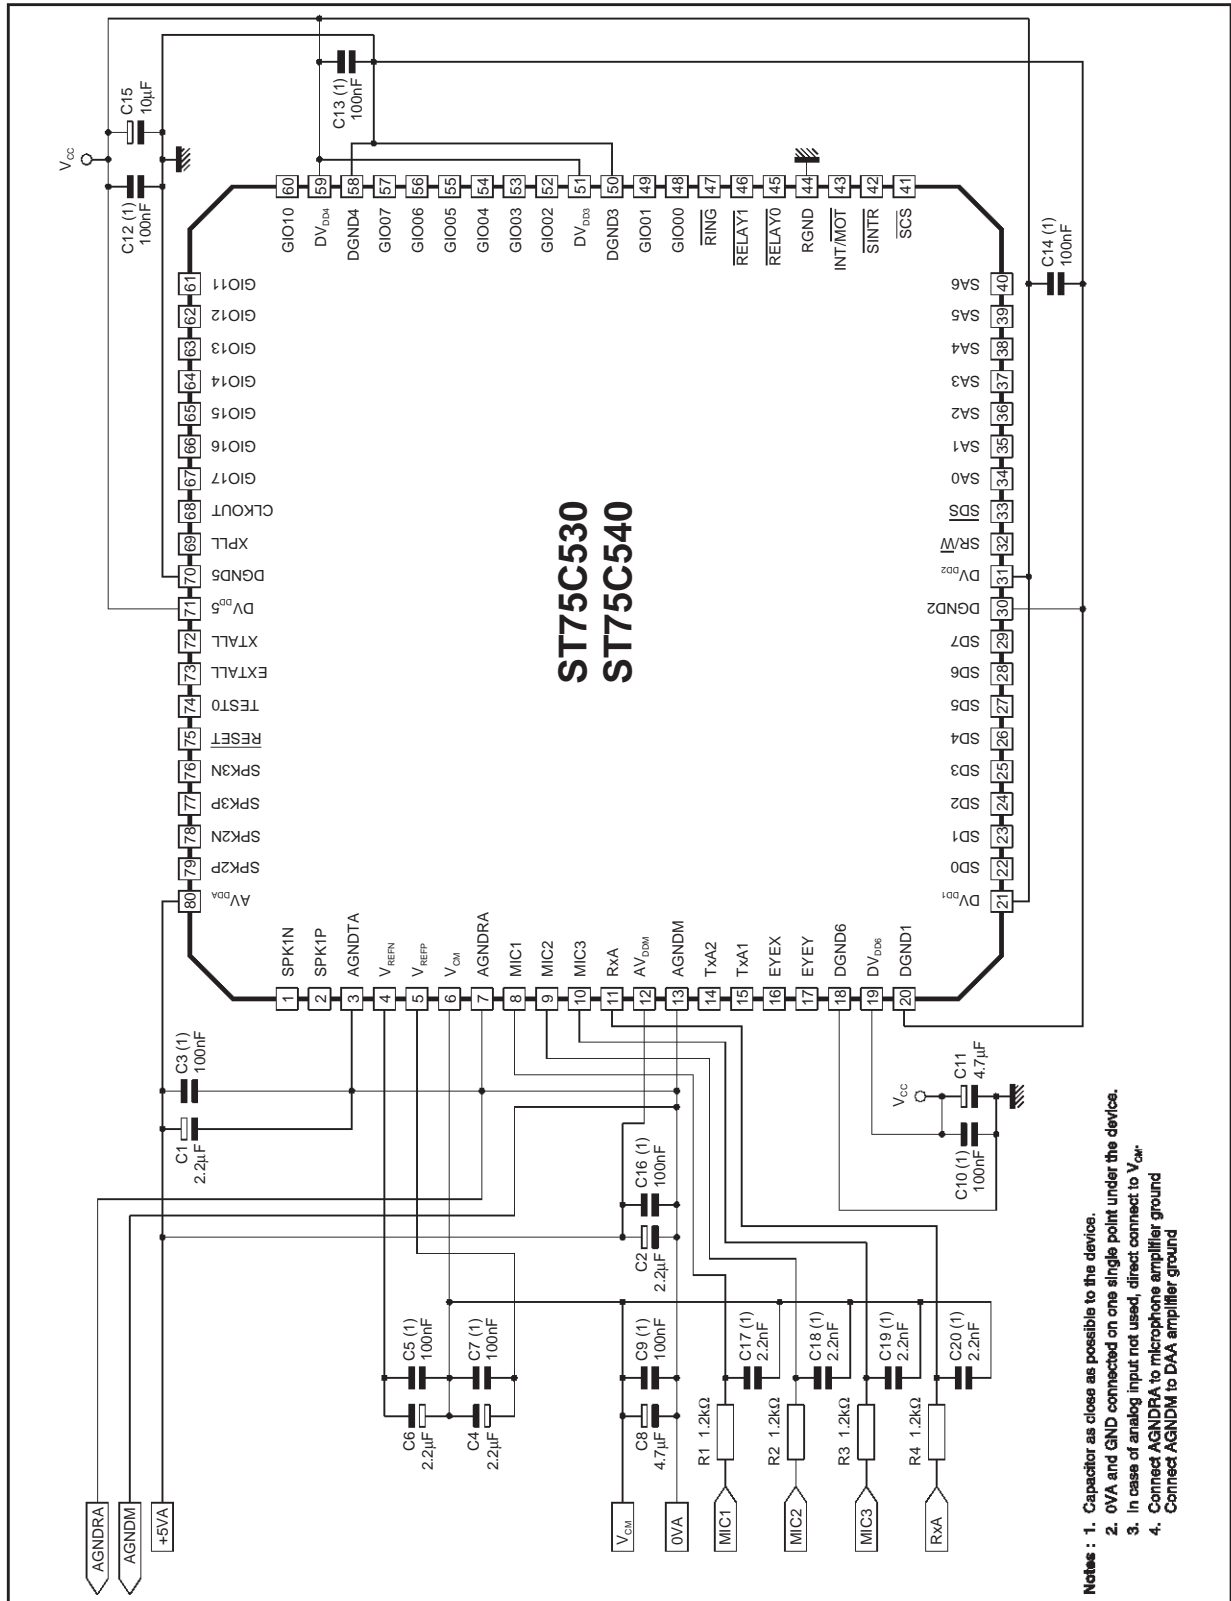 VCC
C15
10µF
C12 (1)
100nF
C13 (1)
100nF
60 59 58 57 56 55 54 53 52 51 50 49 48 47 46 45 44 43 42 41
GIO10
DVDD4
DGND4
GIO07
GIO06
GIO05
GIO04
GIO03
GIO02
DVDD3
DGND3
GIO01
GIO00
RING
RELAY1
RELAY0
RGND
INT/MOT
SINTR
SCS
61 GIO11
62 GIO12
63 GIO13
64 GIO14
65 GIO15
66 GIO16
67 GIO17
68 CLKOUT
69 XPLL
70 DGND5
71 DVDD5
72 XTALL
73 EXTALL
74 TEST0
75 RESET
76 SPK3N
77 SPK3P
78 SPK2N
79 SPK2P
80 AVDDA
ST75C530
ST75C540
SA6 40
SA5 39
SA4 38
SA3 37
SA2 36
SA1 35
SA0 34
SDS 33
SR/W 32
DVDD2 31
DGND2 30
SD7 29
SD6 28
SD5 27
SD4 26
SD3 25
SD2 24
SD1 23
SD0 22
DVDD1 21
C14 (1)
100nF
SPK1N
SPK1P
AGNDTA
VREFN
VREFP
VCM
AGNDRA
MIC1
MIC2
MIC3
RxA
AVDDM
AGNDM
TxA2
TxA1
EYEX
EYEY
DGND6
DVDD6
DGND1
1 2 3 4 5 6 7 8 9 10 11 12 13 14 15 16 17 18 19 20
C3 (1)
100nF
C1
2.2µF
C16 (1)
100nF
C2
2.2µF
VCC
C11
4.7µF
C10 (1)
100nF
C5 (1)
100nF
C7 (1)
100nF
C6
2.2µF
C4
2.2µF
C9 (1)
100nF
C8
4.7µF
C17 (1)
2.2nF
C18 (1)
2.2nF
C19 (1)
2.2nF
C20 (1)
2.2nF
R1 1.2kΩ
R2 1.2kΩ
R3 1.2kΩ
R4 1.2kΩ
AGNDRA
AGNDM
+5VA
VCM
0VA
MIC1
MIC2
MIC3
RxA
Notes : 1. Capacitor as close as possible to the device.
2. 0VA and GND connected on one single point under the device.
3. In case of analog input not used, direct connect to VCM.
4. Connect AGNDRA to microphone amplifier ground
Connect AGNDM to DAA amplifier ground